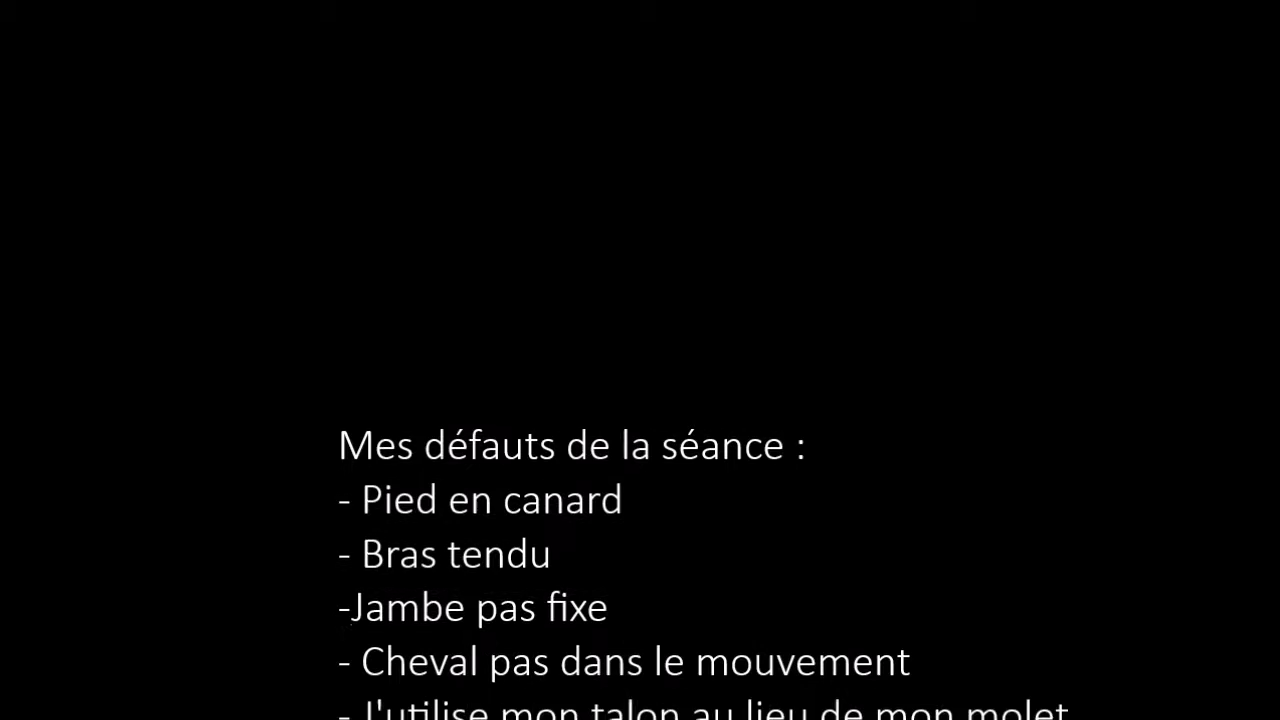 Mes défauts de la séance :
- Pied en canard
- Bras tendu
-Jambe pas fixe
- Cheval pas dans le mouvement
- J'utilise mon talon au lieu de mon molet